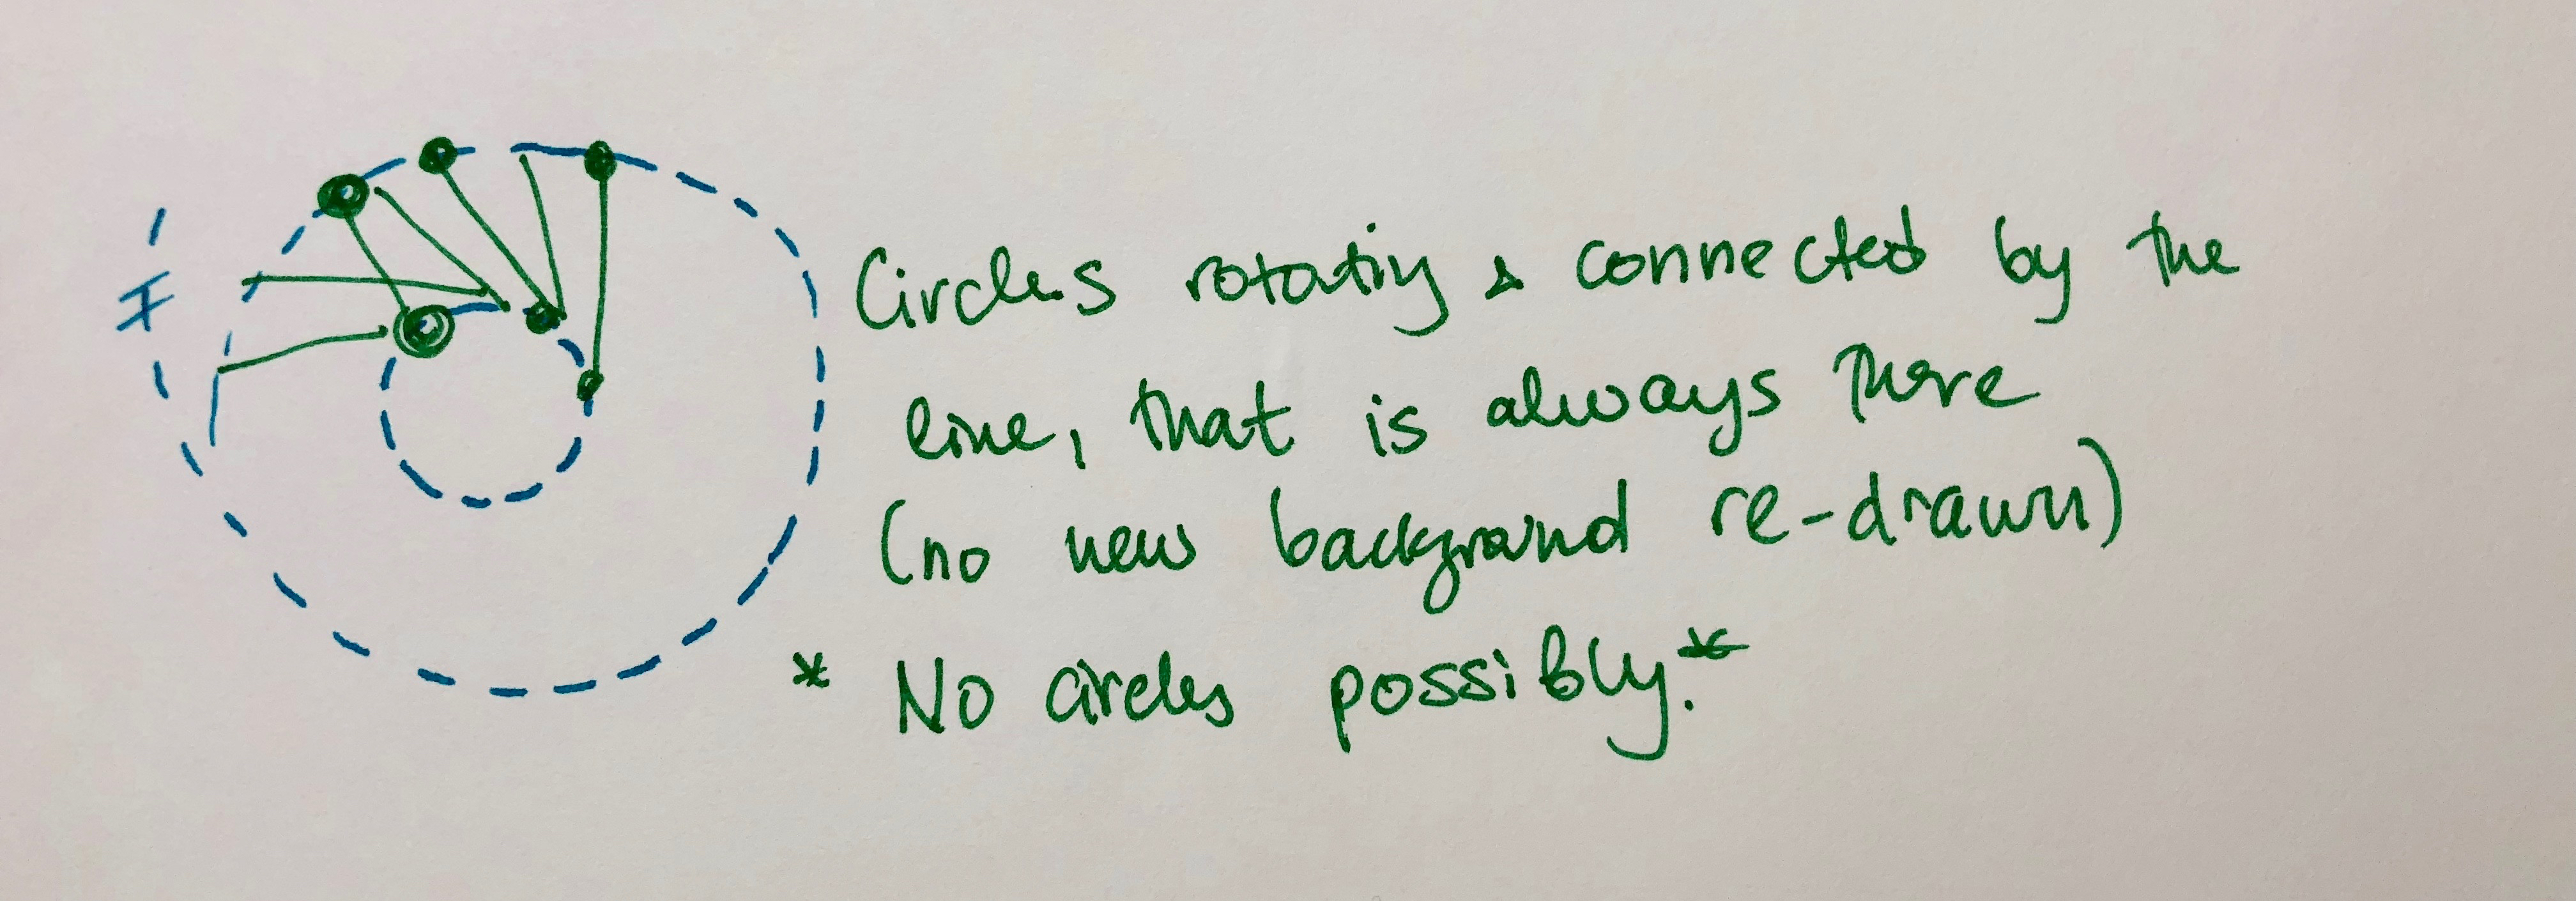 Circles rotating & connected by the
line, that is always there
(no new background re-drawn)
* No circles possibly.*